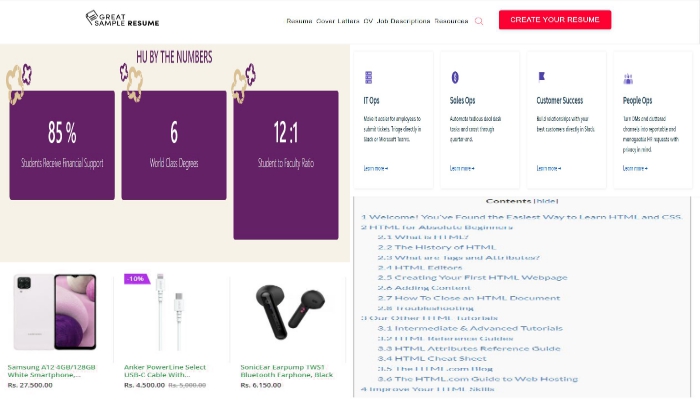 GREAT
SAMPLE RESUME
Resume Cover Letters CV Job Descriptions Resources
CREATE YOUR RESUME
HU BY THE NUMBERS
85 %
Students Receive Financial Support
6
World Class Degrees
12 :1
Student to Faculty Ratio
IT Ops
Make it easier for employees to
submit tickets. Triage directly in
Slack or Microsoft Teams.
Learn more
Sales Ops
Automate tedious deal desk
tasks and coast through
quarter-end.
Learn more
Customer Success
Build relationships with your
best customers directly in Slack.
Learn more
People Ops
Turn DMs and scattered
channels into reportable and
manageable HR requests with
privacy in mind.
Learn more
Samsung A12 4GB/128GB
White Smartphone,...
Rs. 27,500.00
-10%
Anker PowerLine Select
USB-C Cable With...
Rs. 4,500.00 Rs. 5,000.00
SonicEar Earpump TWS1
Bluetooth Earphone, Black
Rs. 6,150.00
Contents [hide]
1 Welcome! You've Found the Easiest Way to Learn HTML and CSS
2 HTML for Absolute Beginners
2.1 What is HTML?
2.2 The History of HTML
2.3 What are Tags and Attributes?
2.4 HTML Editors
2.5 Creating Your First HTML Webpage
2.6 Adding Content
2.7 How To Close an HTML Document
2.8 Troubleshooting
3 Our Other HTML Tutorials
3.1 Intermediate & Advanced Tutorials
3.2 HTML Reference Guides
3.3 HTML Attributes Reference Guide
3.4 HTML Cheat Sheet
3.5 The HTML.com Blog
3.6 The HTML.com Guide to Web Hosting
4 Improve Your HTML Skills